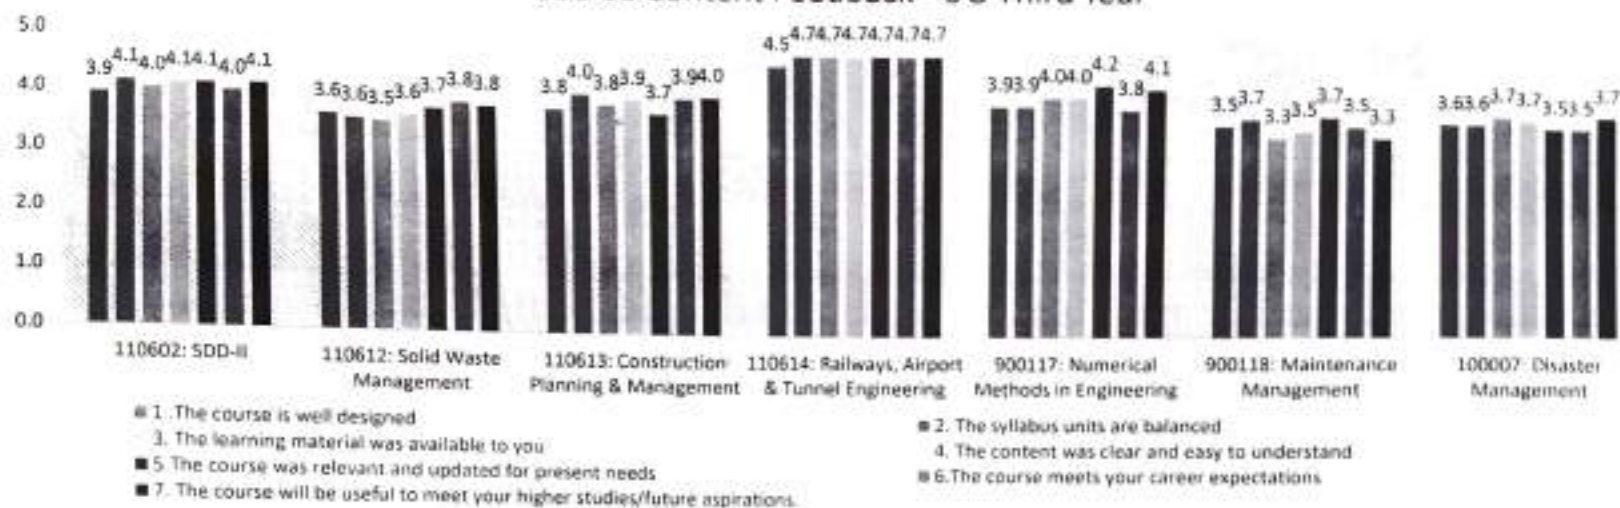 5.0
4.0
3.0
2.0
1.0
0.0
3.9 4.1 4.0 4.1 4.1 4.0 4.1
3.6 3.6 3.5 3.6 3.7 3.8 3.8
3.8 4.0 3.8 3.9 3.7 3.9 4.0
4.5 4.7 4.7 4.7 4.7 4.7 4.7
3.9 3.9 4.0 4.0 4.2 3.8 4.1
3.5 3.7 3.3 3.5 3.7 3.5 3.3
3.6 3.6 3.7 3.7 3.5 3.5 3.7
110602: SDD-II
110612: Solid Waste
Management
110613: Construction
Planning & Management
110614: Railways, Airport
& Tunnel Engineering
900117: Numerical
Methods in Engineering
900118: Maintenance
Management
100007: Disaster
Management
1. The course is well designed
2. The syllabus units are balanced
3. The learning material was available to you
4. The content was clear and easy to understand
5. The course was relevant and updated for present needs
6. The course meets your career expectations
7. The course will be useful to meet your higher studies/future aspirations.